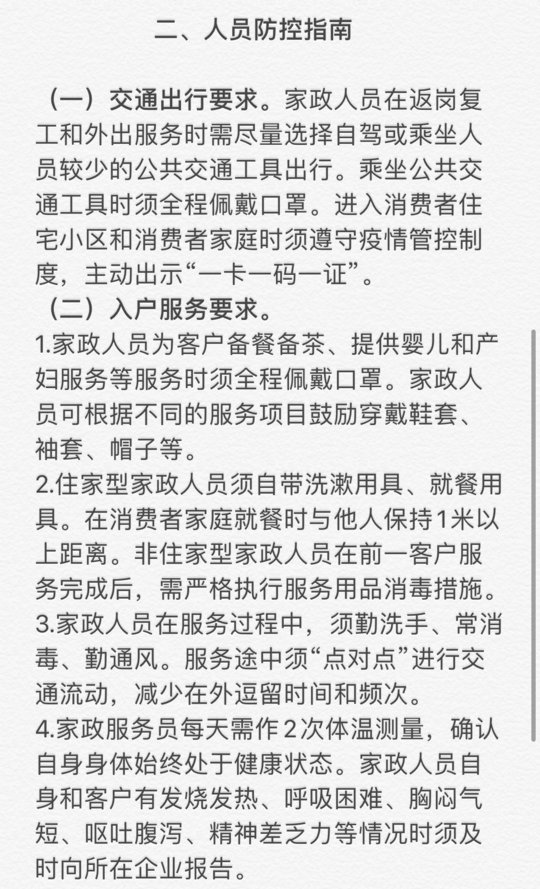 二、人员防控指南
（一）交通出行要求。家政人员在返岗复
工和外出服务时需尽量选择自驾或乘坐人
员较少的公共交通工具出行。乘坐公共交
通工具时须全程佩戴口罩。进入消费者住
宅小区和消费者家庭时须遵守疫情管控制
度，主动出示“一卡一码一证”。
（二）入户服务要求。
1.家政人员为客户备餐备茶、提供婴儿和产
妇服务等服务时须全程佩戴口罩。家政人
员可根据不同的服务项目鼓励穿戴鞋套、
袖套、帽子等。
2.住家型家政人员须自带洗漱用具、就餐用
具。在消费者家庭就餐时与他人保持1米以
上距离。非住家型家政人员在前一客户服
务完成后，需严格执行服务用品消毒措施。
3.家政人员在服务过程中，须勤洗手、常消
毒、勤通风。服务途中须“点对点”进行交
通流动，减少在外逗留时间和频次。
4.家政服务员每天需作2次体温测量，确认
自身身体始终处于健康状态。家政人员自
身和客户有发烧发热、呼吸困难、胸闷气
短、呕吐腹泻、精神差乏力等情况时须及
时向所在企业报告。